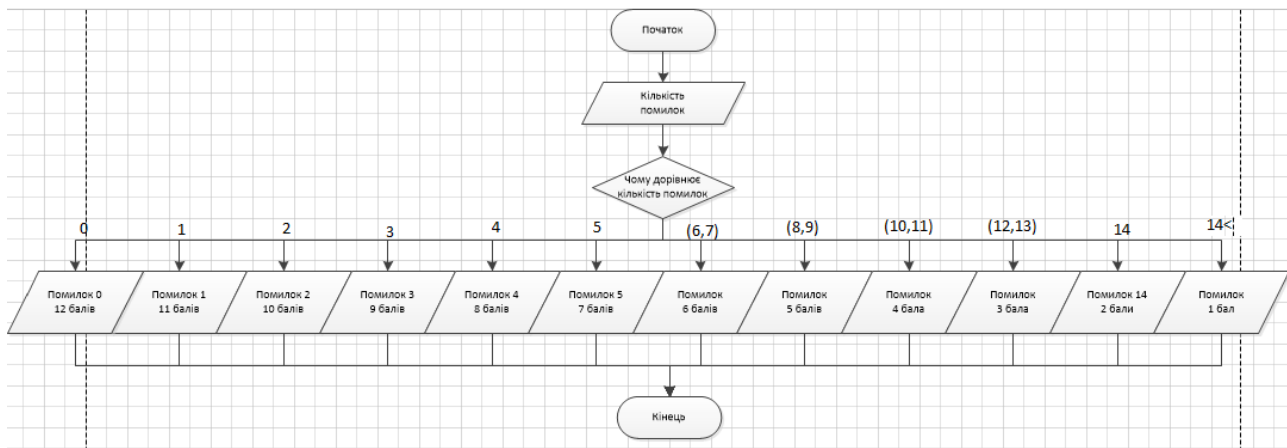 Початок
Кількість
помилок
Чому дорівнює
кількість помилок
0
1
2
3
4
5
(6,7)
(8,9)
(10,11)
(12,13)
14
14<
Помилок 0
12 балів
Помилок 1
11 балів
Помилок 2
10 балів
Помилок 3
9 балів
Помилок 4
8 балів
Помилок 5
7 балів
Помилок
6 балів
Помилок
5 балів
Помилок
4 бала
Помилок
3 бала
Помилок 14
2 бали
Помилок
1 бал
Кінець